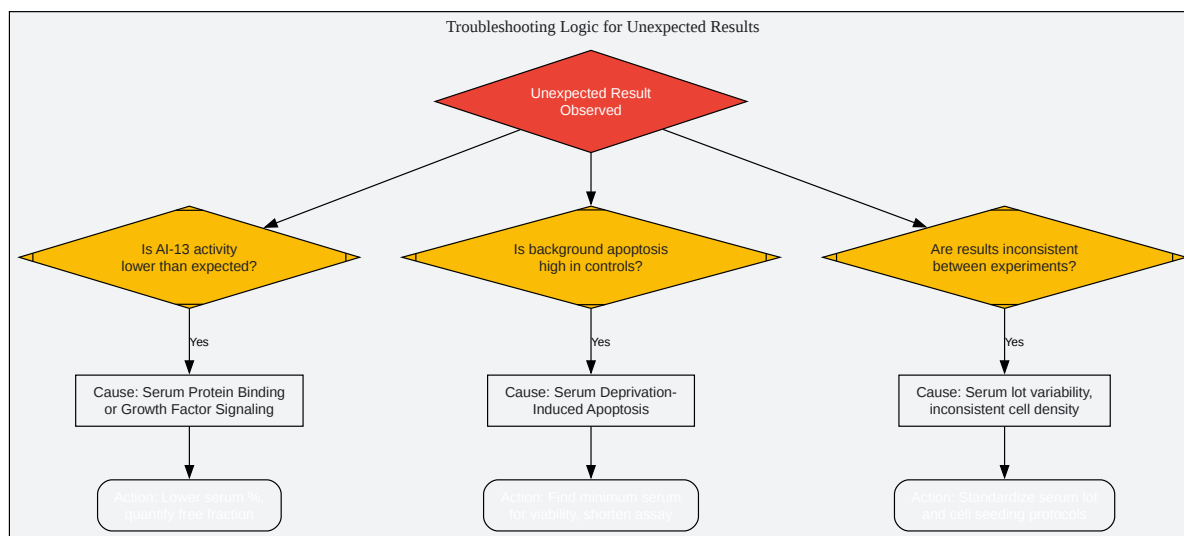 Troubleshooting Logic for Unexpected Results
Unexpected Result
Observed
Is AI-13 activity
lower than expected?
Is background apoptosis
high in controls?
Are results inconsistent
between experiments?
Yes
Yes
Yes
Cause: Serum Protein Binding
or Growth Factor Signaling
Cause: Serum Deprivation-
Induced Apoptosis
Cause: Serum lot variability,
inconsistent cell density
Action: Lower serum %,
quantify free fraction
Action: Find minimum serum
for viability, shorten assay
Action: Standardize serum lot
and cell seeding protocols